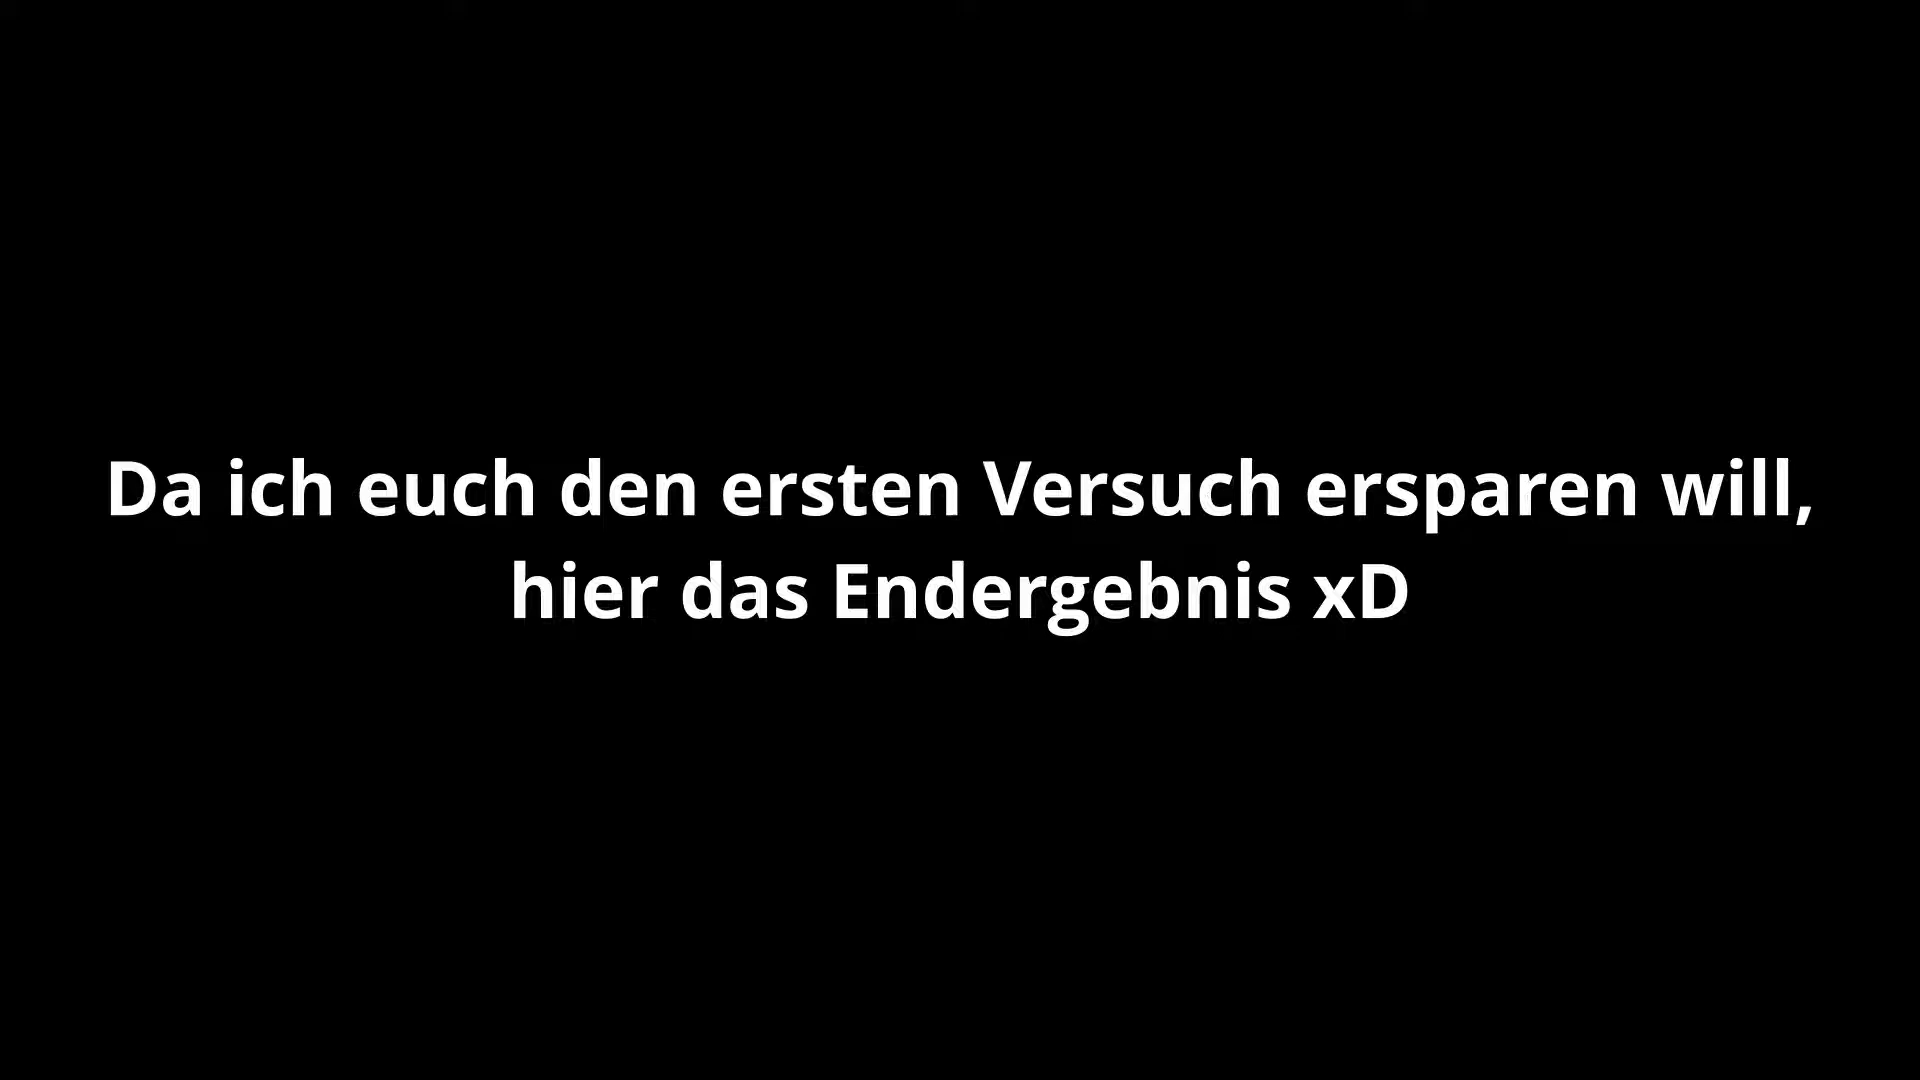 Da ich euch den ersten Versuch ersparen will,
hier das Endergebnis xD